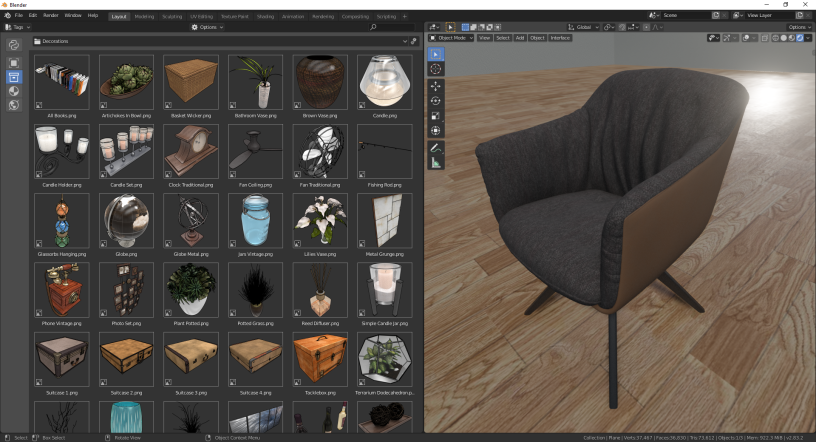 Blender
File Edit Render Window Help Layout Modeling Sculpting UV Editing Texture Paint Shading Animation Rendering Compositing Scripting + Scene View Layer
Tags Options Global Options
Decorations Object Mode View Select Add Object Interface
All Books.png Artichokes In Bowl.png Basket Wicker.png Bathroom Vase.png Brown Vase.png Candle.png
Candle Holder.png Candle Set.png Clock Traditional.png Fan Ceiling.png Fan Traditional.png Fishing Rod.png
Glassorbs Hanging.png Globe.png Globe Metal.png Jars Vintage.png Lilies Vase.png Metal Grunge.png
Phone Vintage.png Photo Set.png Plant Potted.png Potted Grass.png Reed Diffuser.png Simple Candle Jar.png
Suitcase 1.png Suitcase 2.png Suitcase 3.png Suitcase 4.png Tacklebox.png Terrarium Dodecahedron.p...
Select Box Select Rotate View Object Context Menu Collection | Plane | Verts:37,487 | Faces:36,830 | Tris:73,612 | Objects:1/3 | Mem: 922.3 MiB | v2.83.2